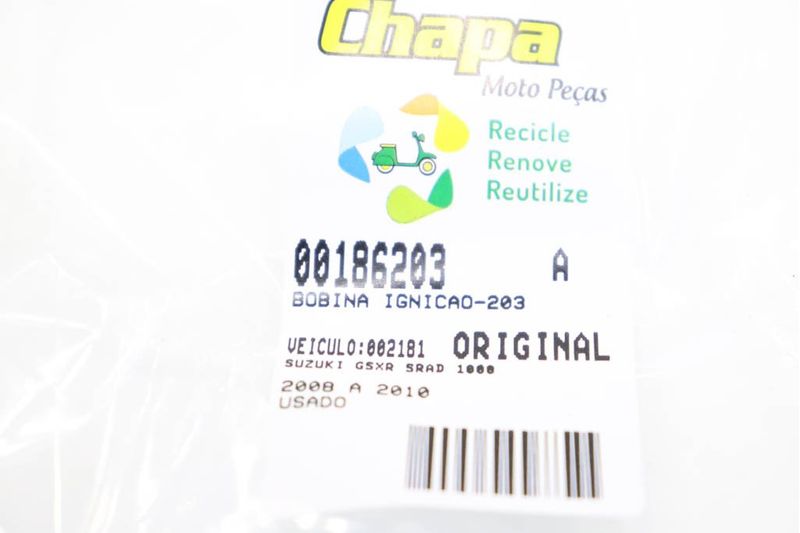 Chapa
Moto Peças
Recicle
Renove
Reutilize
00186203 A
BOBINA IGNICAO-203
VEICULO:002181 ORIGINAL
SUZUKI GSXR SRAD 1000
2008 A 2010
USADO